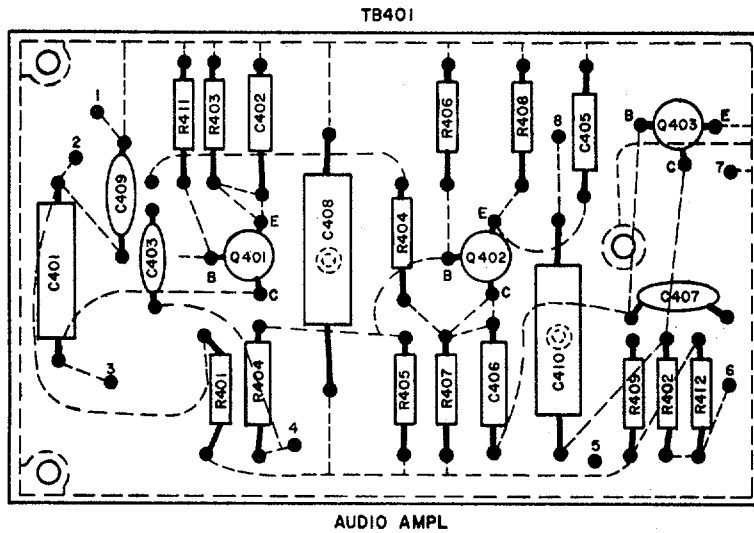 TB401
1
2
3
4
5
6
7
8
R411
R403
C402
R406
R408
C405
B
Q403
E
C
C409
C401
C403
C408
R404
E
Q401
B
C
E
Q402
B
C
C407
C410
R401
R404
R405
R407
C406
R409
R402
R412
AUDIO AMPL